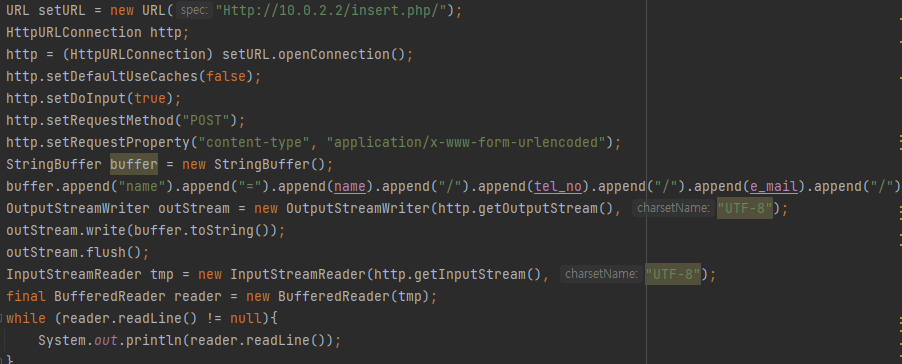 URL setURL = new URL( spec: "Http://10.0.2.2/insert.php/");
HttpURLConnection http;
http = (HttpURLConnection) setURL.openConnection();
http.setDefaultUseCaches(false);
http.setDoInput(true);
http.setRequestMethod("POST");
http.setRequestProperty("content-type", "application/x-www-form-urlencoded");
StringBuffer buffer = new StringBuffer();
buffer.append("name").append("=").append(name).append("/").append(tel_no).append("/").append(e_mail).append("/")
OutputStreamWriter outStream = new OutputStreamWriter(http.getOutputStream(), charsetName: "UTF-8");
outStream.write(buffer.toString());
outStream.flush();
InputStreamReader tmp = new InputStreamReader(http.getInputStream(), charsetName: "UTF-8");
final BufferedReader reader = new BufferedReader(tmp);
while (reader.readLine() != null){
System.out.println(reader.readLine());
}